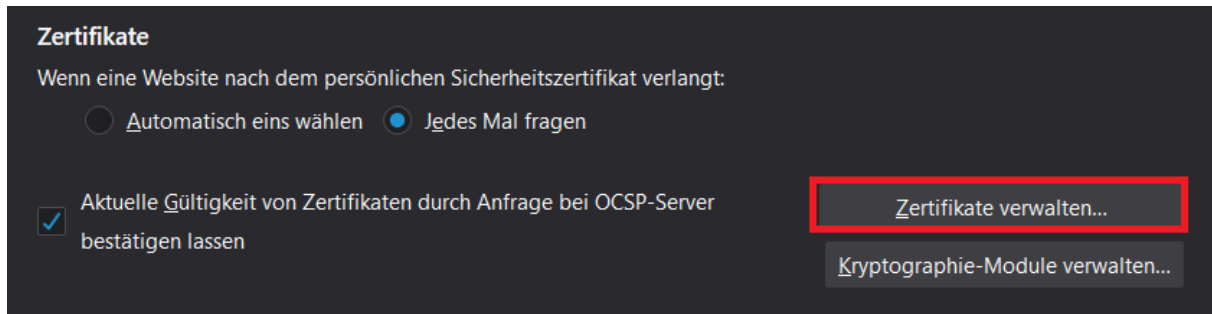 Zertifikate
Wenn eine Website nach dem persönlichen Sicherheitszertifikat verlangt:
Automatisch eins wählen Jedes Mal fragen
Aktuelle Gültigkeit von Zertifikaten durch Anfrage bei OCSP-Server
bestätigen lassen
Zertifikate verwalten...
Kryptographie-Module verwalten...